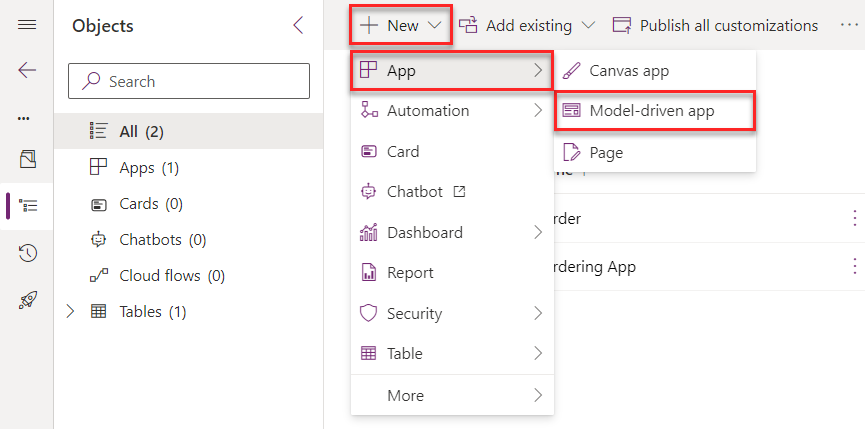 Objects
New
Add existing
Publish all customizations
...
Search
App
Canvas app
Automation
Model-driven app
Page
All (2)
Card
Apps (1)
Chatbot
Cards (0)
Dashboard
rder
Chatbots (0)
Report
rdering App
Cloud flows (0)
Security
Tables (1)
Table
More